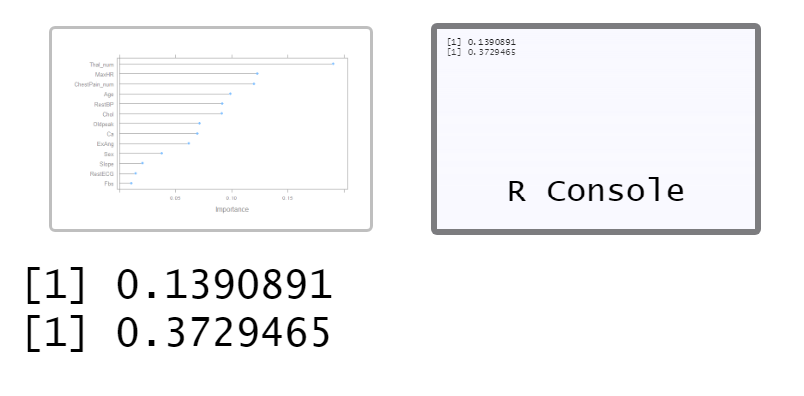 Thal_num
MaxHR
ChestPain_num
Age
RestBP
Chol
Oldpeak
Ca
ExAng
Sex
Slope
RestECG
Fbs
0.05 0.10 0.15
Importance
[1] 0.1390891
[1] 0.3729465
R Console
[1] 0.1390891
[1] 0.3729465